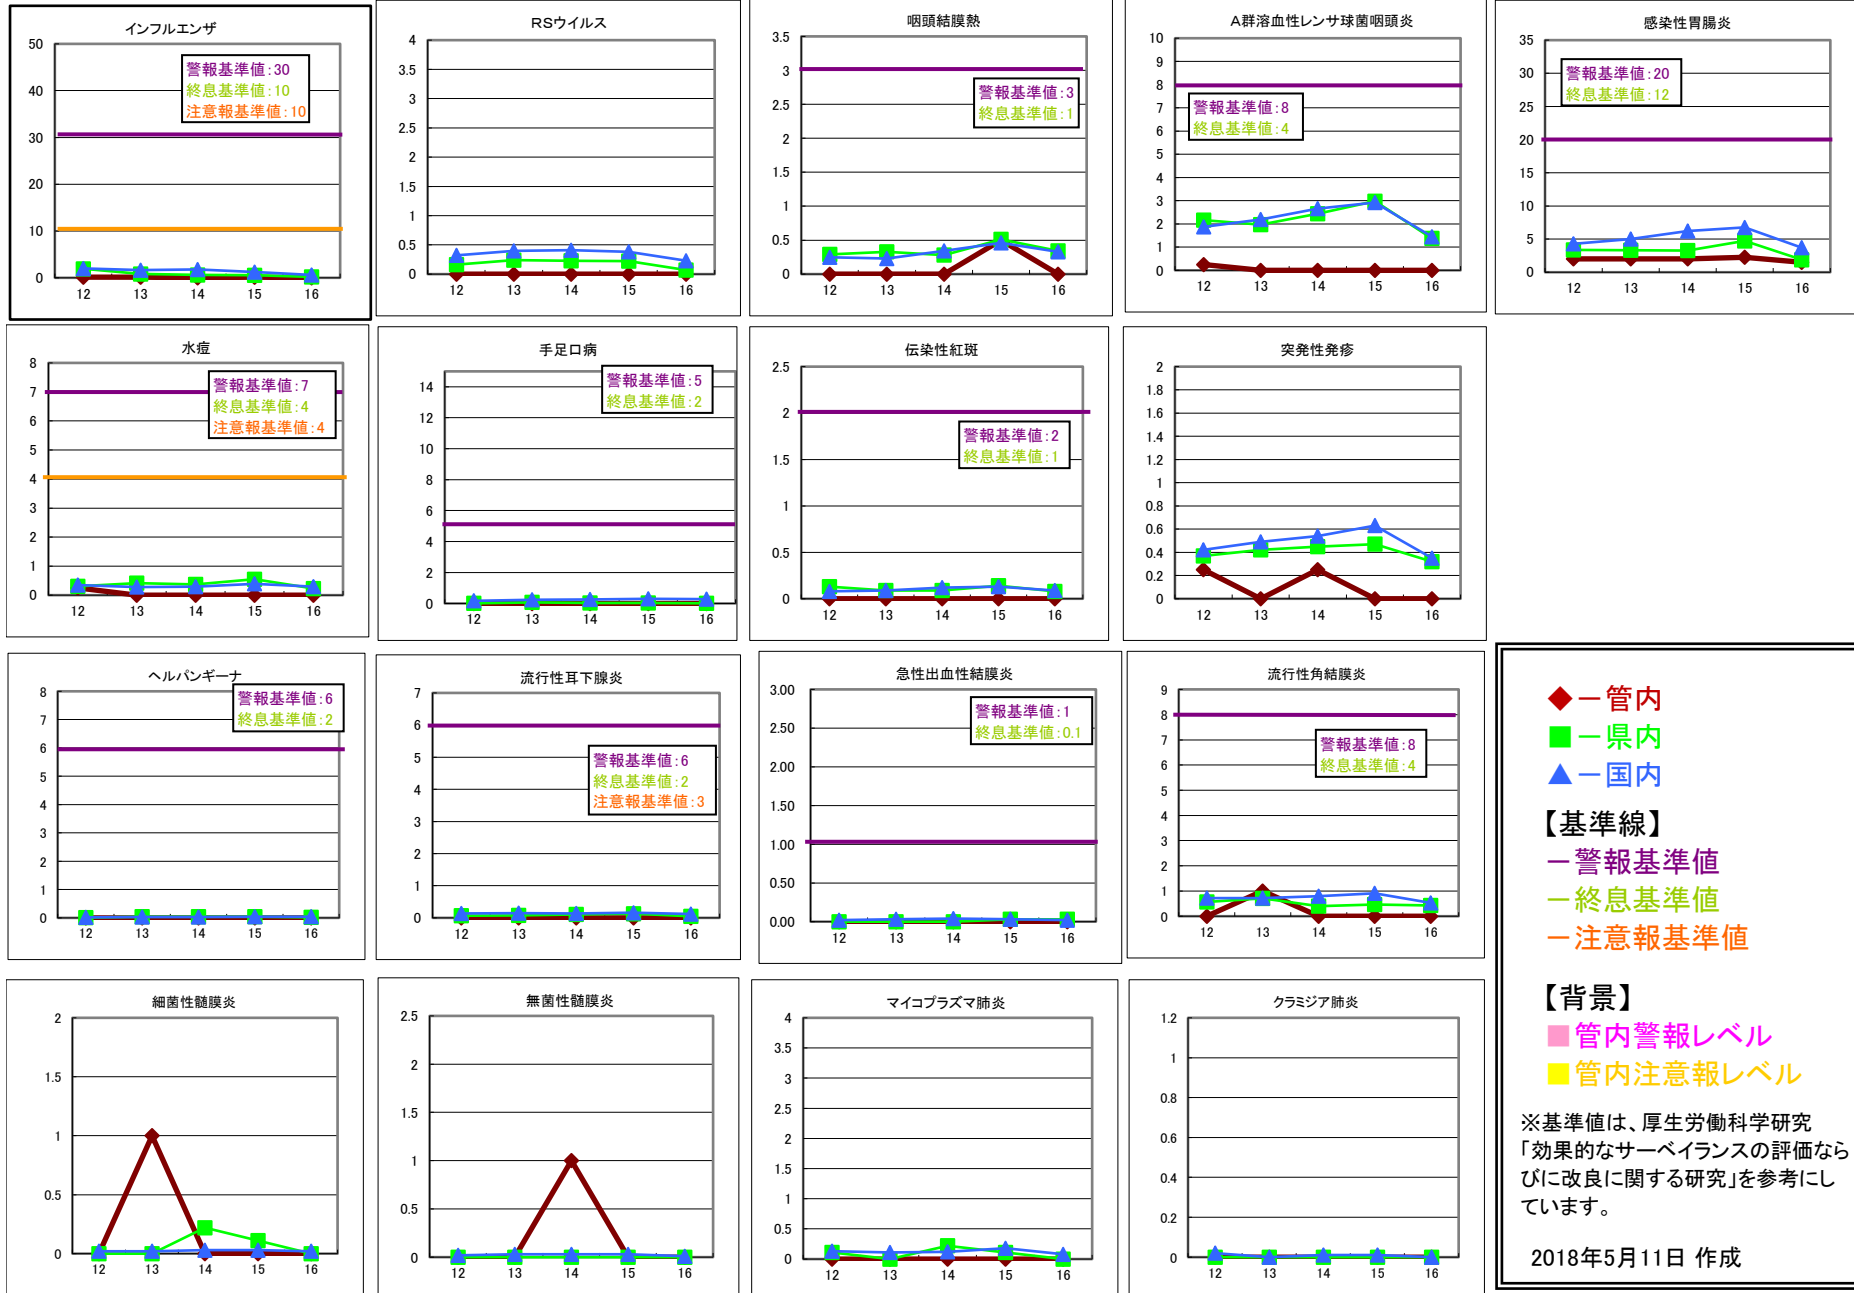 インフルエンザ
50
40
30
20
10
0
警報基準値:30
終息基準値:10
注意報基準値:10
12 13 14 15 16
RSウイルス
4
3.5
3
2.5
2
1.5
1
0.5
0
12 13 14 15 16
咽頭結膜熱
3.5
3
2.5
2
1.5
1
0.5
0
警報基準値:3
終息基準値:1
12 13 14 15 16
A群溶血性レンサ球菌咽頭炎
10
9
8
7
6
5
4
3
2
1
0
警報基準値:8
終息基準値:4
12 13 14 15 16
感染性胃腸炎
35
30
25
20
15
10
5
0
警報基準値:20
終息基準値:12
12 13 14 15 16
水痘
8
7
6
5
4
3
2
1
0
警報基準値:7
終息基準値:4
注意報基準値:4
12 13 14 15 16
手足口病
14
12
10
8
6
4
2
0
警報基準値:5
終息基準値:2
12 13 14 15 16
伝染性紅斑
2.5
2
1.5
1
0.5
0
警報基準値:2
終息基準値:1
12 13 14 15 16
突発性発疹
2
1.8
1.6
1.4
1.2
1
0.8
0.6
0.4
0.2
0
12 13 14 15 16
ヘルパンギーナ
8
7
6
5
4
3
2
1
0
警報基準値:6
終息基準値:2
12 13 14 15 16
流行性耳下腺炎
7
6
5
4
3
2
1
0
警報基準値:6
終息基準値:2
注意報基準値:3
12 13 14 15 16
急性出血性結膜炎
3.00
2.50
2.00
1.50
1.00
0.50
0.00
警報基準値:1
終息基準値:0.1
12 13 14 15 16
流行性角結膜炎
9
8
7
6
5
4
3
2
1
0
警報基準値:8
終息基準値:4
12 13 14 15 16
細菌性髄膜炎
2
1.5
1
0.5
0
12 13 14 15 16
無菌性髄膜炎
2.5
2
1.5
1
0.5
0
12 13 14 15 16
マイコプラズマ肺炎
4
3.5
3
2.5
2
1.5
1
0.5
0
12 13 14 15 16
クラミジア肺炎
1.2
1
0.8
0.6
0.4
0.2
0
12 13 14 15 16
◆－管内
■－県内
▲－国内
【基準線】
－警報基準値
－終息基準値
－注意報基準値
【背景】
■管内警報レベル
■管内注意報レベル
※基準値は、厚生労働科学研究
「効果的なサーベイランスの評価なら
びに改良に関する研究」を参考にし
ています。
2018年5月11日 作成